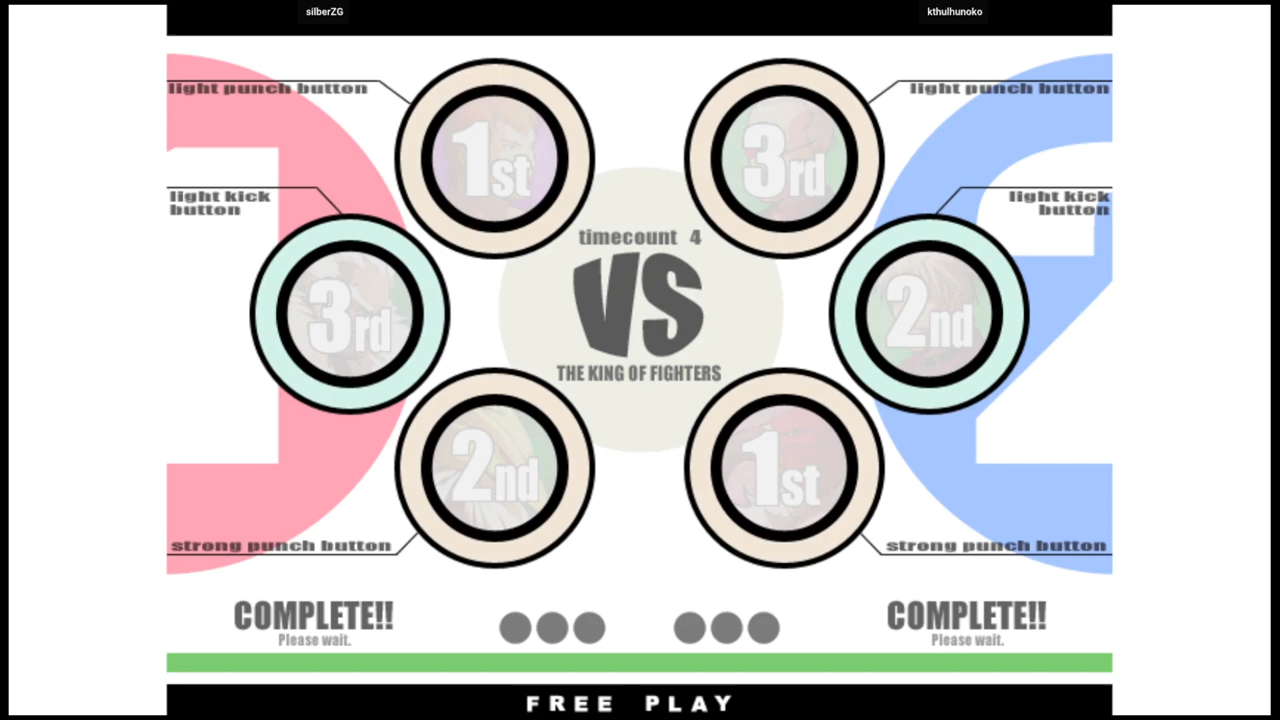 silberZG
kthulhunoko
light punch button
light punch button
1st
3rd
light kick
button
light kick
button
timecount 4
VS
THE KING OF FIGHTERS
3rd
2nd
2nd
1st
strong punch button
strong punch button
COMPLETE!!
Please wait.
COMPLETE!!
Please wait.
FREE PLAY